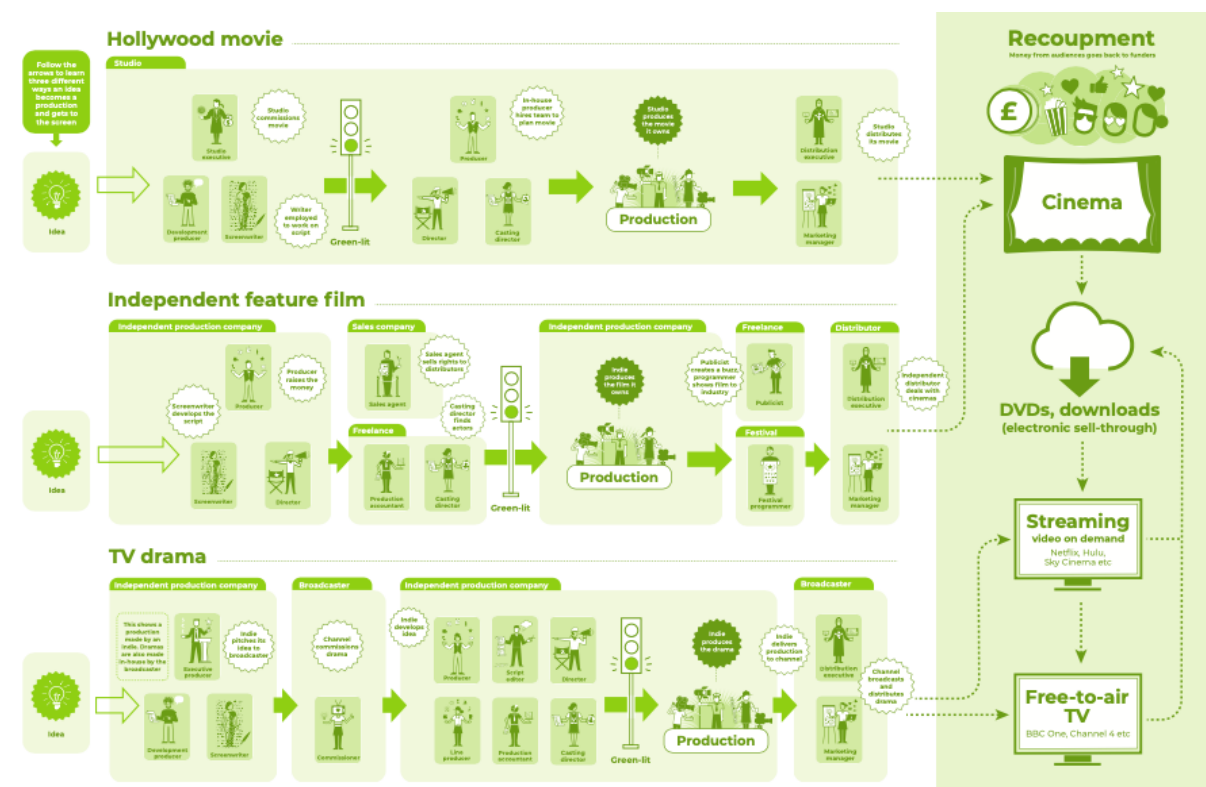 Hollywood movie
Follow the
arrows to learn
three different
ways an idea
becomes a
production
and gets to
the screen
Idea
Studio
Studio
executive
Studio
commissions
movie
Development
producer
Screenwriter
Writer
employed
to work on
script
Green-lit
Producer
In-house
producer
hires team to
plan movie
Director
Casting
director
Studio
produces
the movie
it owns
Production
Distribution
executive
Studio
distributes
its movie
Marketing
manager
Independent feature film
Idea
Independent production company
Producer
Producer
raises the
money
Screenwriter
develops the
script
Screenwriter
Director
Sales company
Sales agent
Sales agent
sells rights to
distributors
Freelance
Casting
director
finds
actors
Production
accountant
Casting
director
Green-lit
Independent production company
Indie
produces
the film it
owns
Production
Publicist
creates a buzz,
programmer
shows film to
industry
Freelance
Publicist
Festival
Festival
programmer
Distributor
Distribution
executive
Independent
distributor
deals with
cinemas
Marketing
manager
TV drama
Idea
Independent production company
This shows a
production
made by an
indie. Dramas
are also made
in-house by the
broadcaster
Executive
producer
Indie
pitches its
idea to
broadcaster
Development
producer
Screenwriter
Broadcaster
Channel
commissions
drama
Commissioner
Independent production company
Indie
develops
idea
Producer
Script
editor
Director
Line
producer
Production
accountant
Casting
director
Green-lit
Indie
produces
the drama
Production
Indie
delivers
production
to channel
Broadcaster
Distribution
executive
Marketing
manager
Channel
broadcasts
and
distributes
drama
Recoupment
Money from audiences goes back to funders
£
Cinema
DVDs, downloads
(electronic sell-through)
Streaming
video on demand
Netflix, Hulu,
Sky Cinema etc
Free-to-air
TV
BBC One, Channel 4 etc